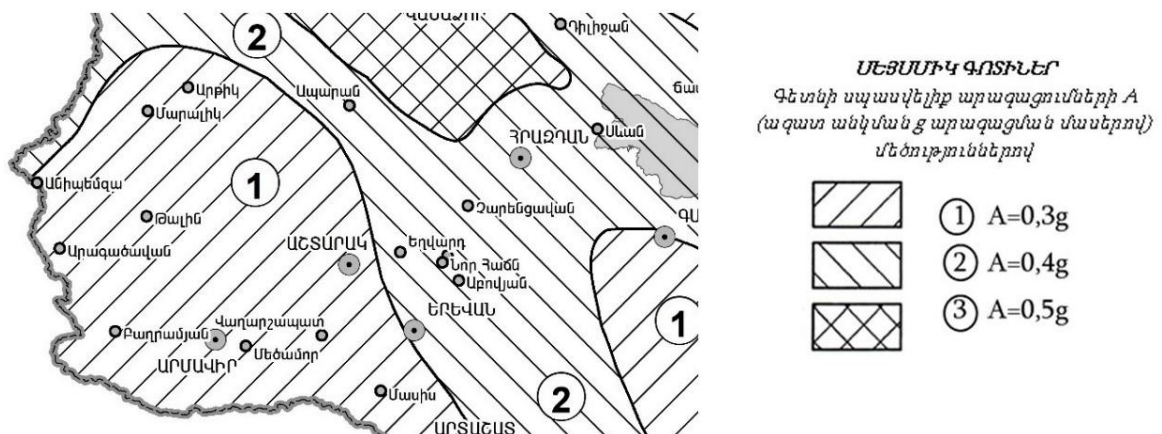 2
Դիլիջան
Արթիկ
Ապարան
Մարալիկ
ՀՐԱԶԴԱՆ
Սևան
Անիպեմզա
1
Թալին
Չարենցավան
ԳԱ
Արագածավան
ԱՇՏԱՐԱԿ
Եղվարդ
Նոր Հաճն
Աբովյան
Բաղրամյան
Վաղարշապատ
ԵՐԵՎԱՆ
1
Մեծամոր
ԱՐՄԱՎԻՐ
Մասիս
2
ԱՐՏԱՇԱՏ
ՍԵՅՍՄԻԿ ԳՈՏԻՆԵՐ
Գետնի սպասվելիք արագացումների A
(ազատ անկման g արագացման մասերով)
մեծություններով
1 A=0,3g
2 A=0,4g
3 A=0,5g